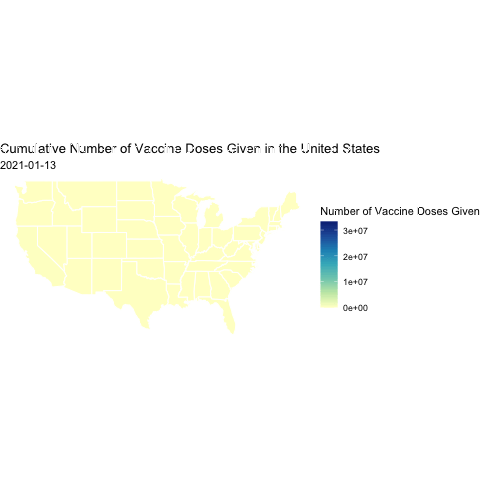 Cumulative Number of Vaccine Doses Given in the United States
2021-01-13
Number of Vaccine Doses Given
3e+07
2e+07
1e+07
0e+00